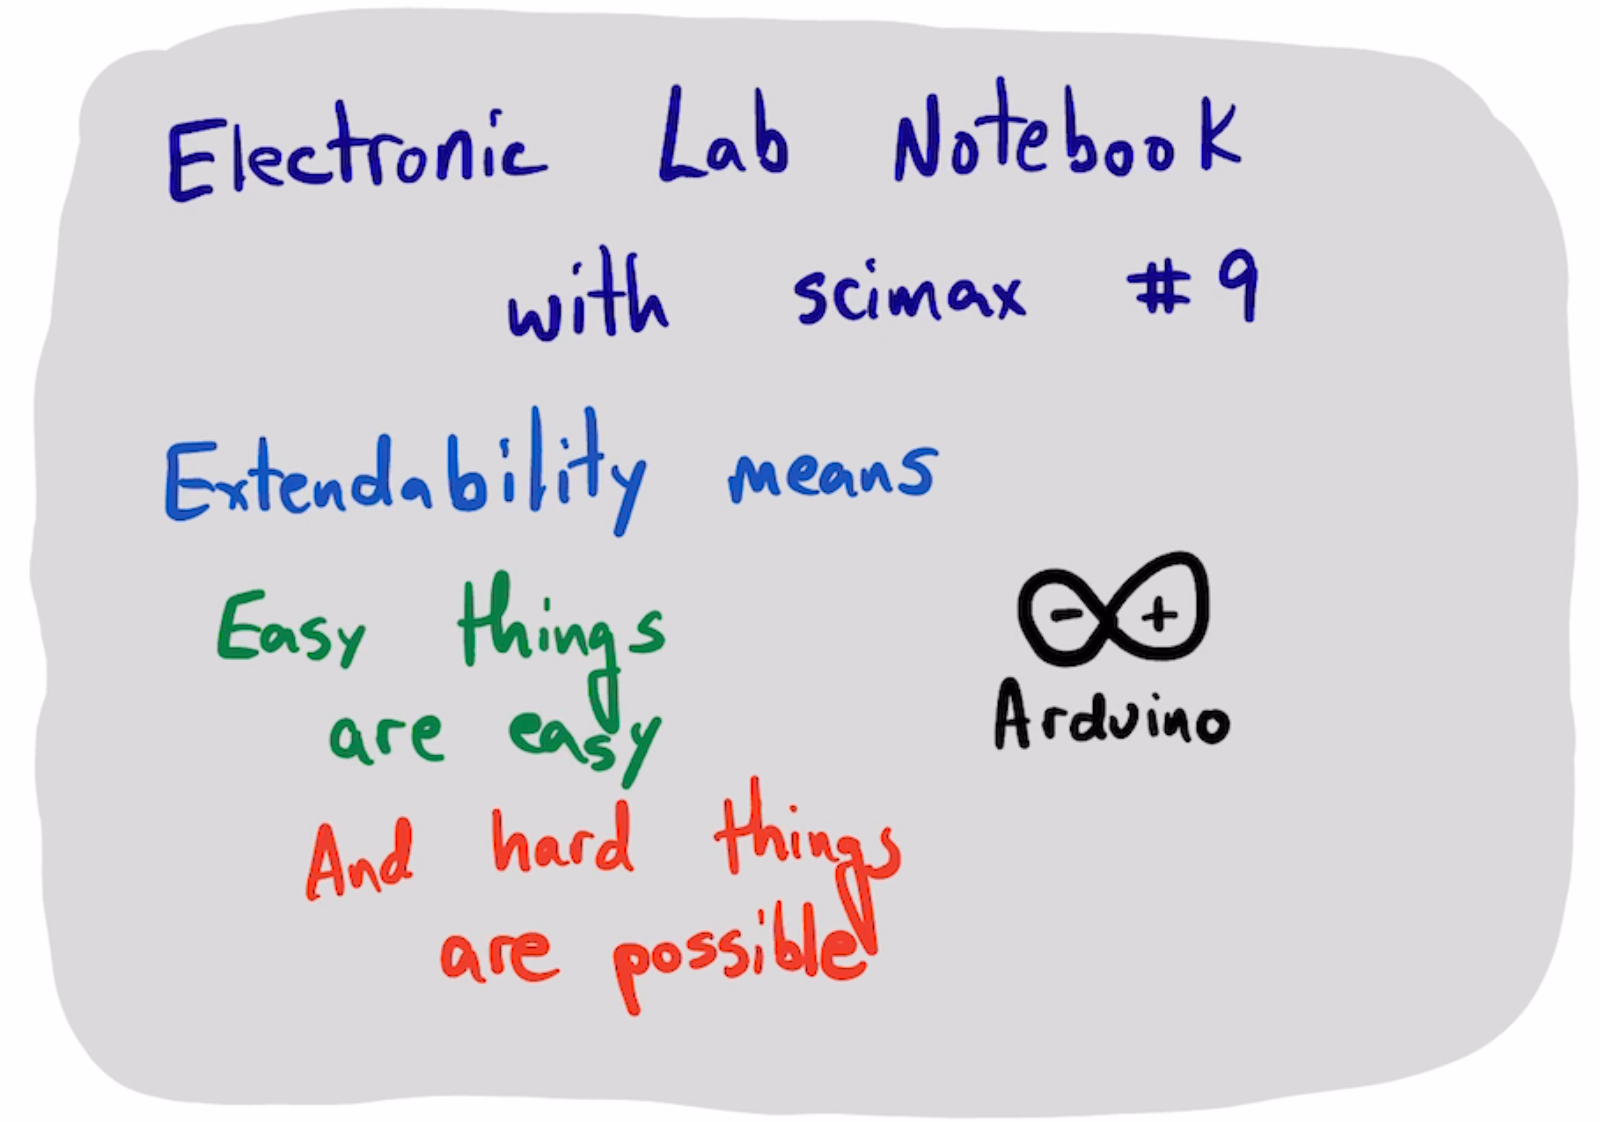 Electronic Lab Notebook
with scimax #9
Extendability means
Easy things
are easy
- +
Arduino
And hard things
are possible